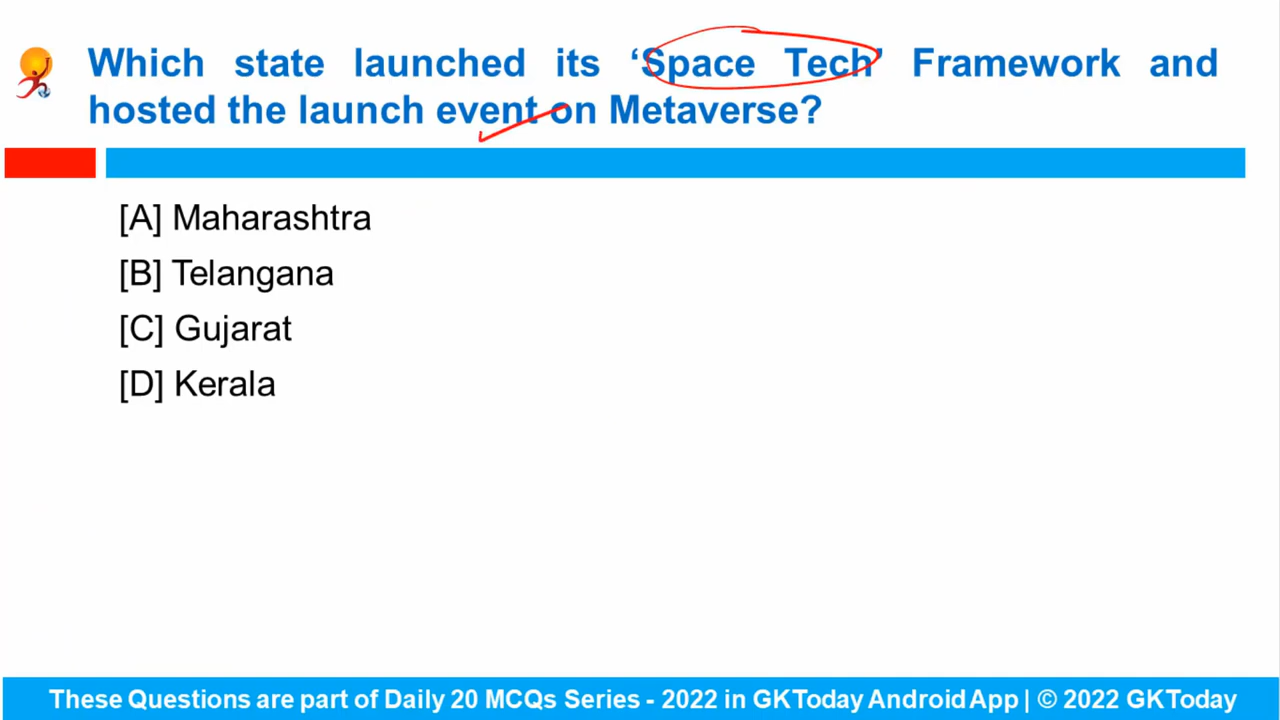 Which state launched its ‘Space Tech’ Framework and
hosted the launch event on Metaverse?
[A] Maharashtra
[B] Telangana
[C] Gujarat
[D] Kerala
These Questions are part of Daily 20 MCQs Series - 2022 in GKToday Android App | © 2022 GKToday